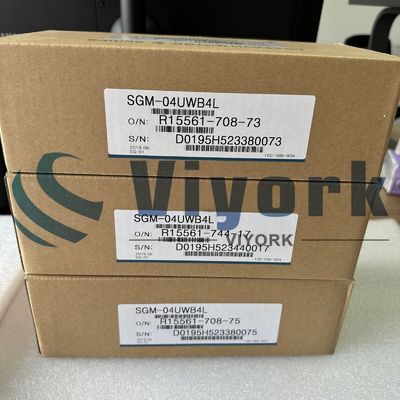 SGM-04UWB4L
O/N: R15561-708-73
S/N: D0195H523380073
Viyork
SGM-04UWB4L
VIYORK
O/N: R15561-744-17
S/N: D0195H523440017
SGM-04UWB4L
O/N: R15561-708-75
S/N: D0195H523380075